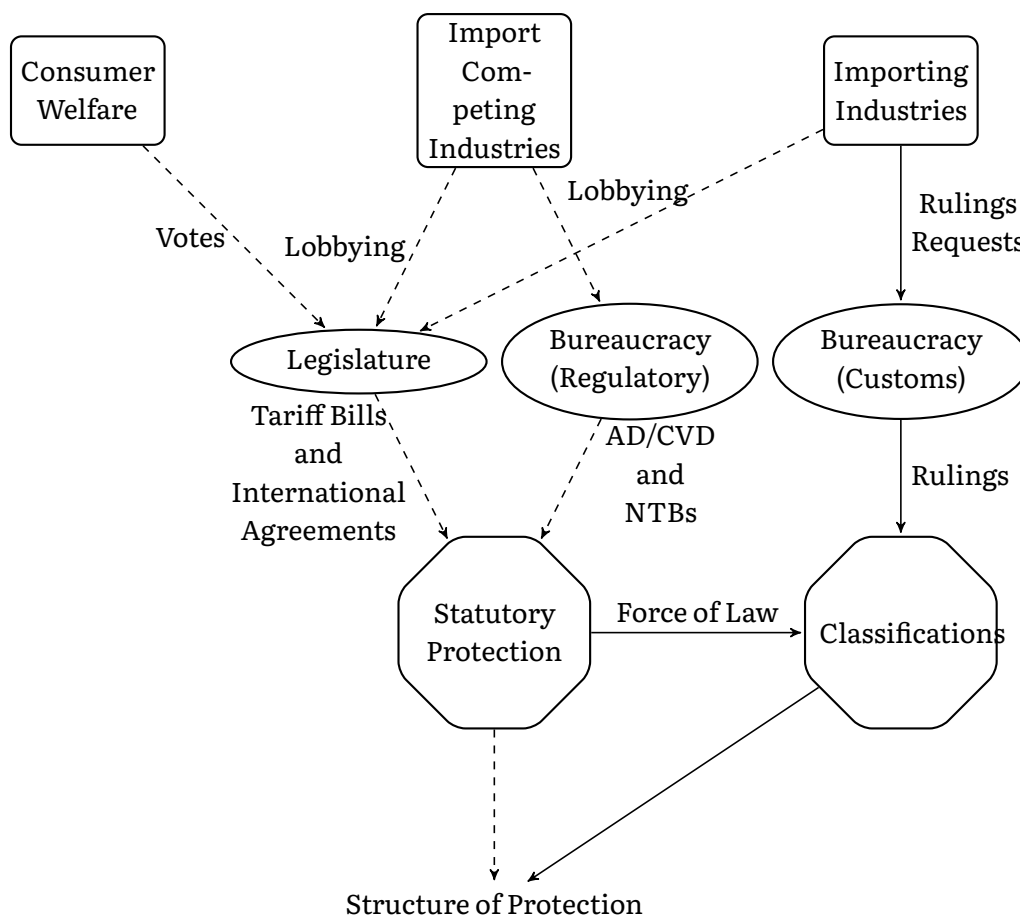 Consumer
Welfare
Import
Com-
peting
Industries
Importing
Industries
Votes
Lobbying
Lobbying
Rulings
Requests
Legislature
Bureaucracy
(Regulatory)
Bureaucracy
(Customs)
Tariff Bills
and
International
Agreements
AD/CVD
and
NTBs
Rulings
Statutory
Protection
Force of Law
Classifications
Structure of Protection